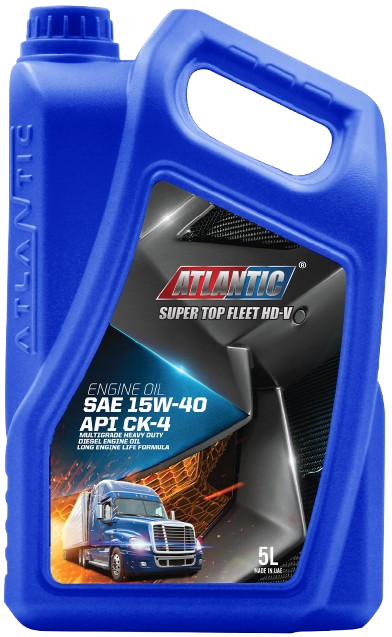 ATLANTIC
ATLANTIC®
SUPER TOP FLEET HD-V
ENGINE OIL
SAE 15W-40
API CK-4
MULTIGRADE HEAVY DUTY
DIESEL ENGINE OIL
LONG ENGINE LIFE FORMULA
5L
MADE IN UAE